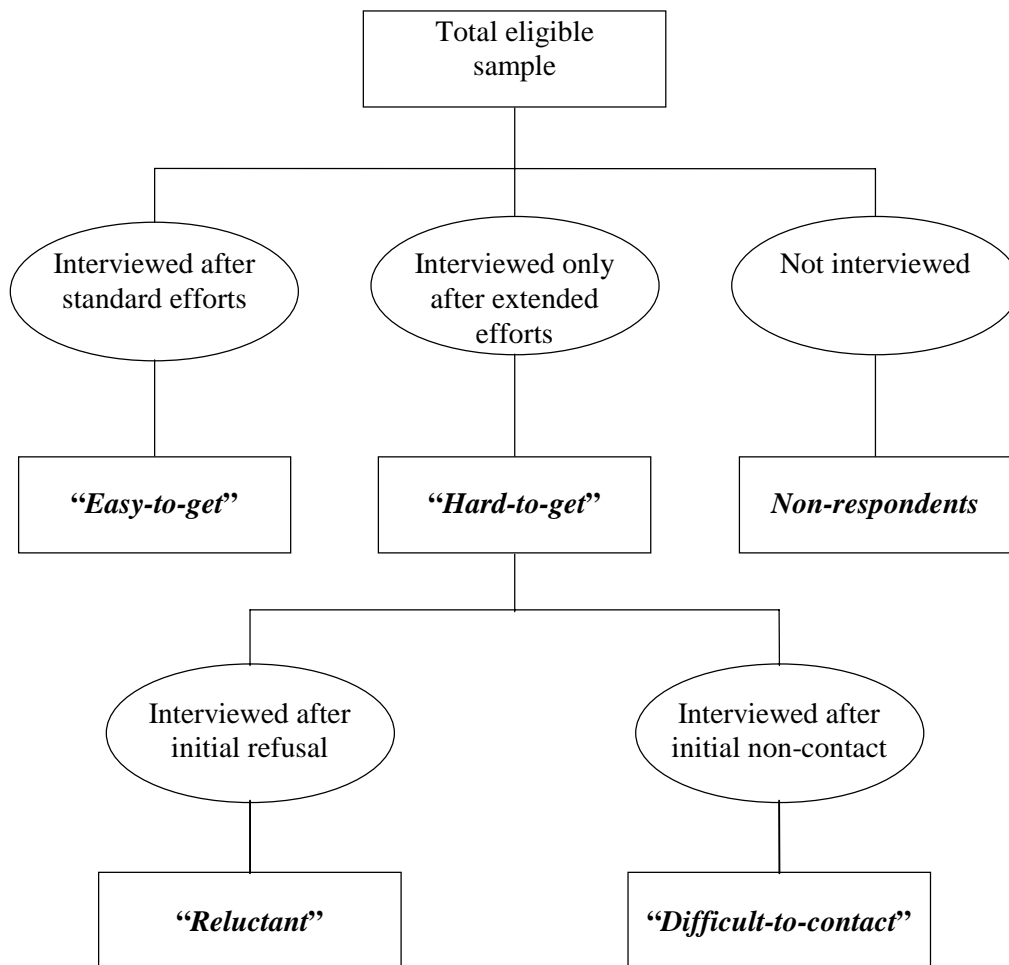 Total eligible
sample
Interviewed after
standard efforts
Interviewed only
after extended
efforts
Not interviewed
“Easy-to-get”
“Hard-to-get”
Non-respondents
Interviewed after
initial refusal
Interviewed after
initial non-contact
“Reluctant”
“Difficult-to-contact”